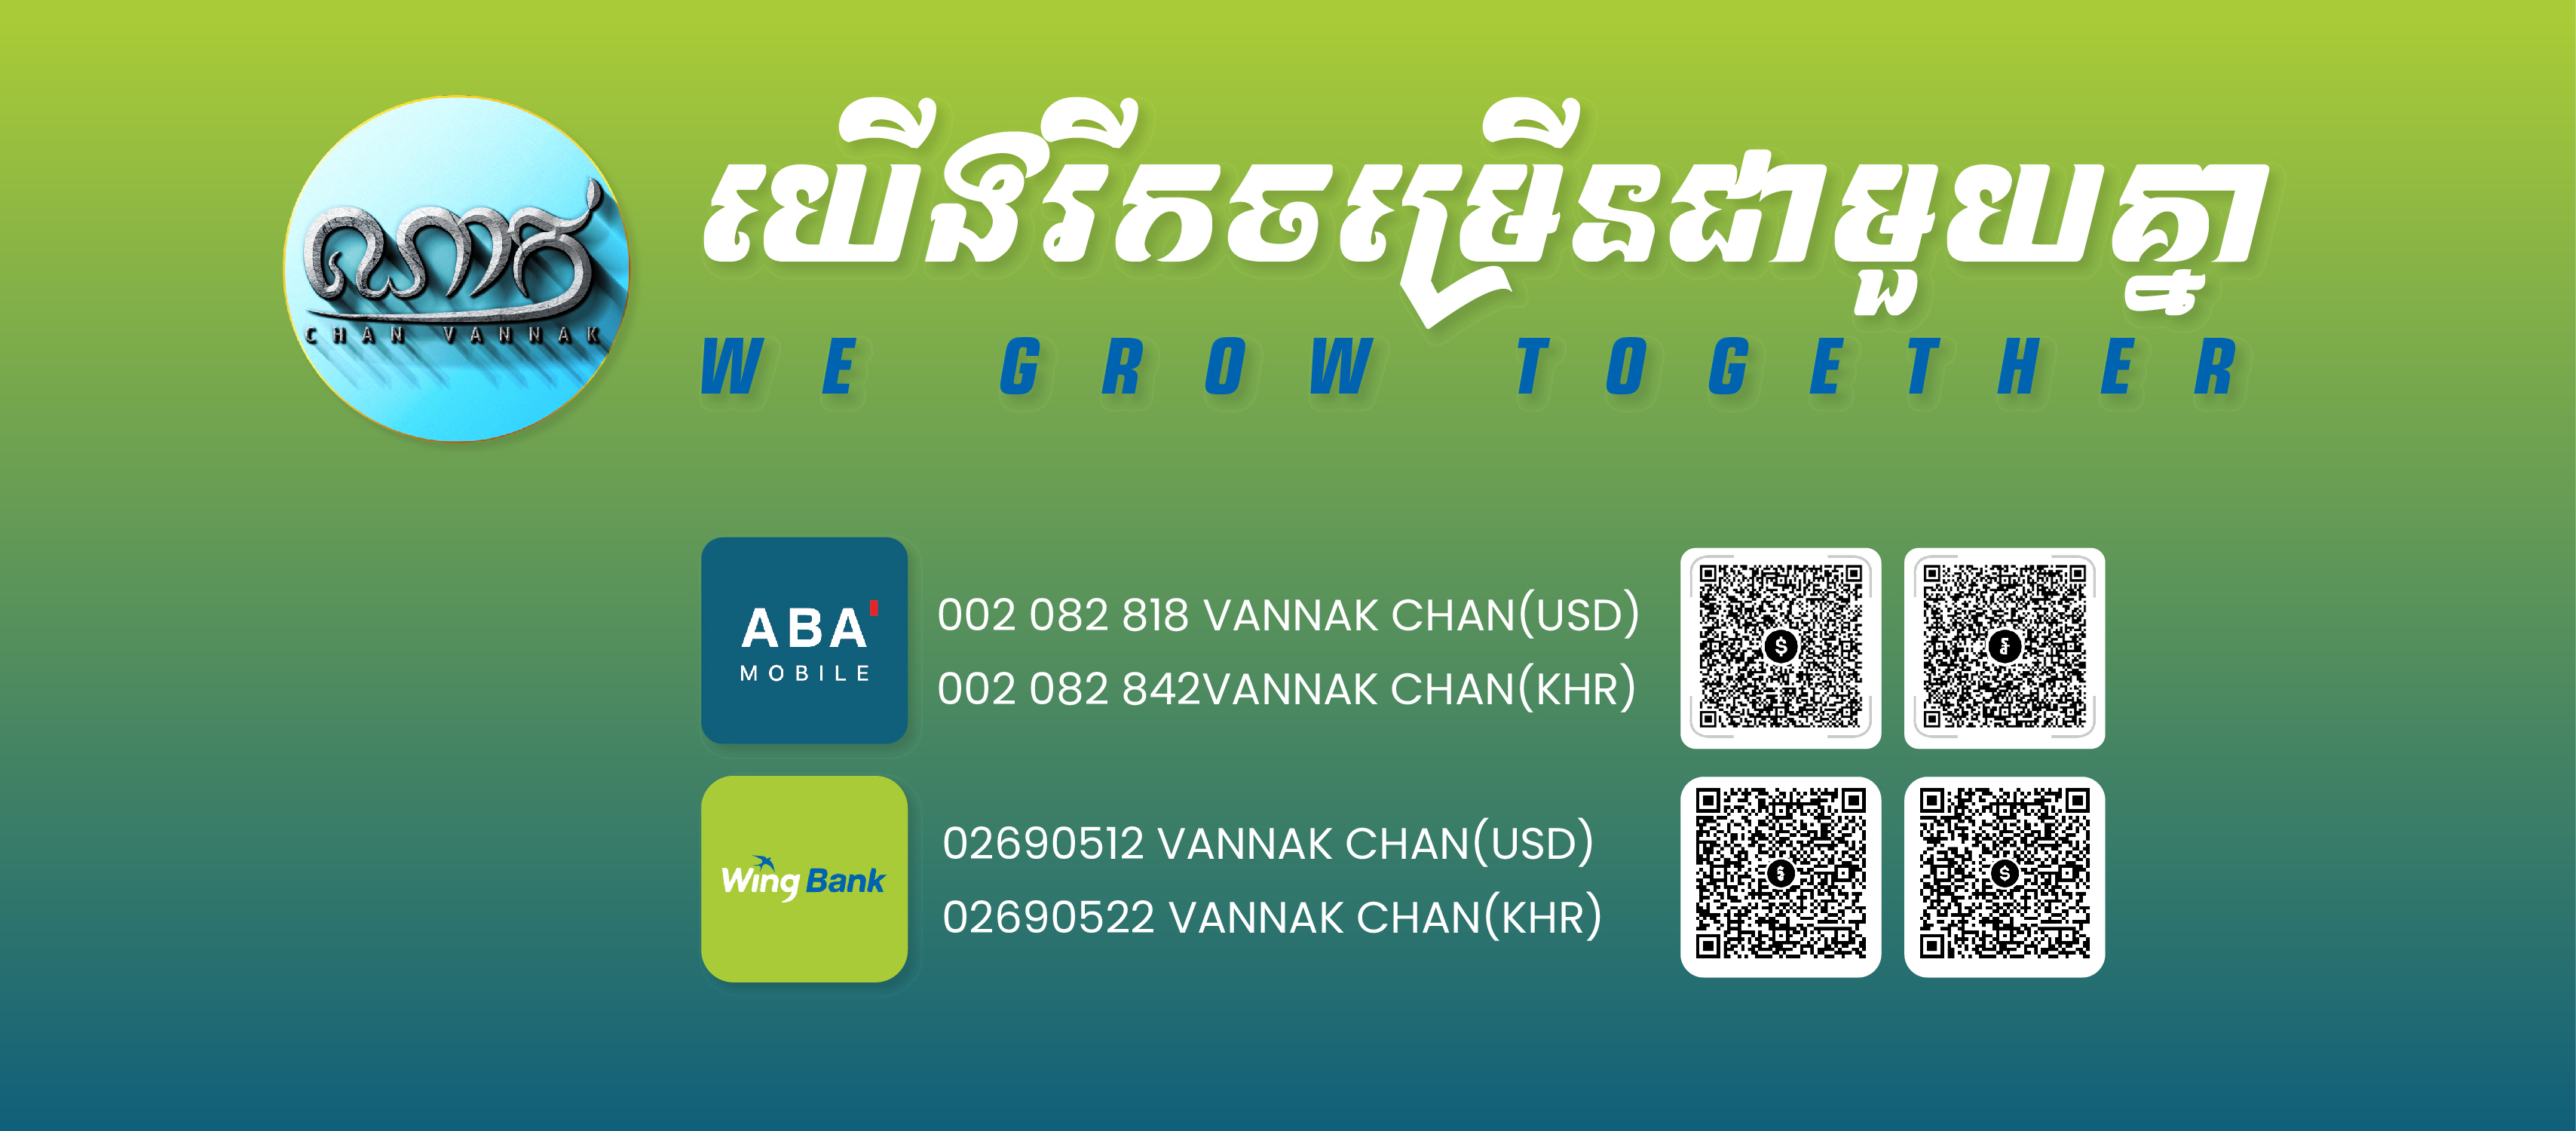 ណាក់
CHAN VANNAK
យើងរីកចម្រើនជាមួយគ្នា
WE GROW TOGETHER
ABA'
MOBILE
002 082 818 VANNAK CHAN(USD)
002 082 842VANNAK CHAN(KHR)
Wing Bank
02690512 VANNAK CHAN(USD)
02690522 VANNAK CHAN(KHR)